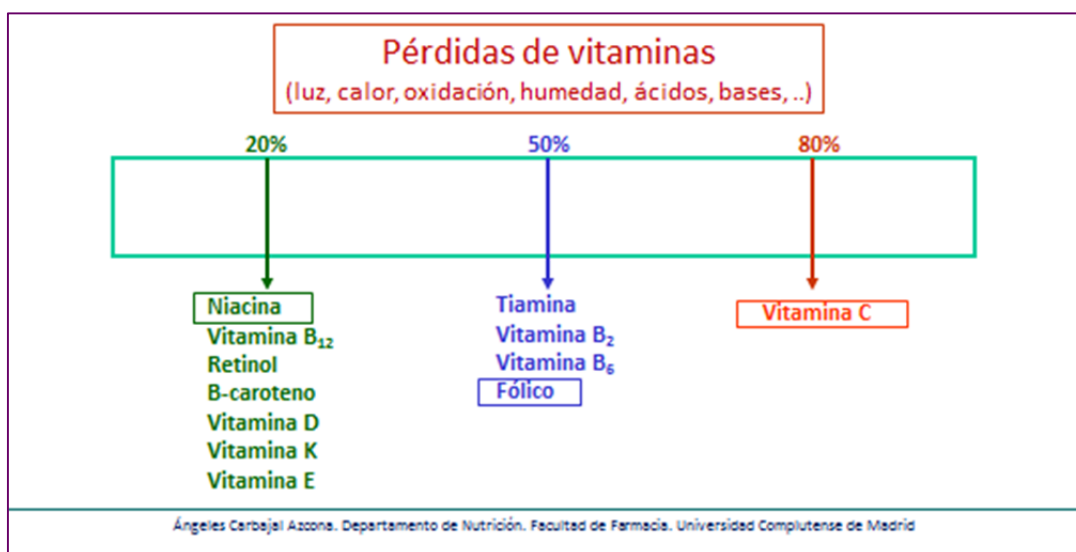 Pérdidas de vitaminas
(luz, calor, oxidación, humedad, ácidos, bases, ..)
20%
50%
80%
Niacina
Vitamina B₁₂
Retinol
B-caroteno
Vitamina D
Vitamina K
Vitamina E
Tiamina
Vitamina B₂
Vitamina B₆
Fólico
Vitamina C
Ángeles Carbajal Azcona. Departamento de Nutrición. Facultad de Farmacia. Universidad Complutense de Madrid